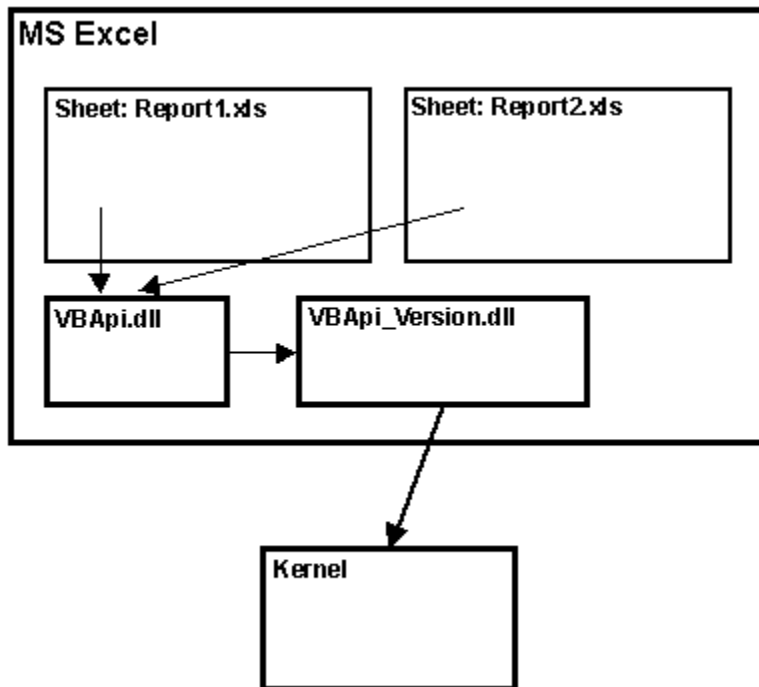 MS Excel
Sheet: Report1.xls
Sheet: Report2.xls
VBApi.dll
VBApi_Version.dll
Kernel